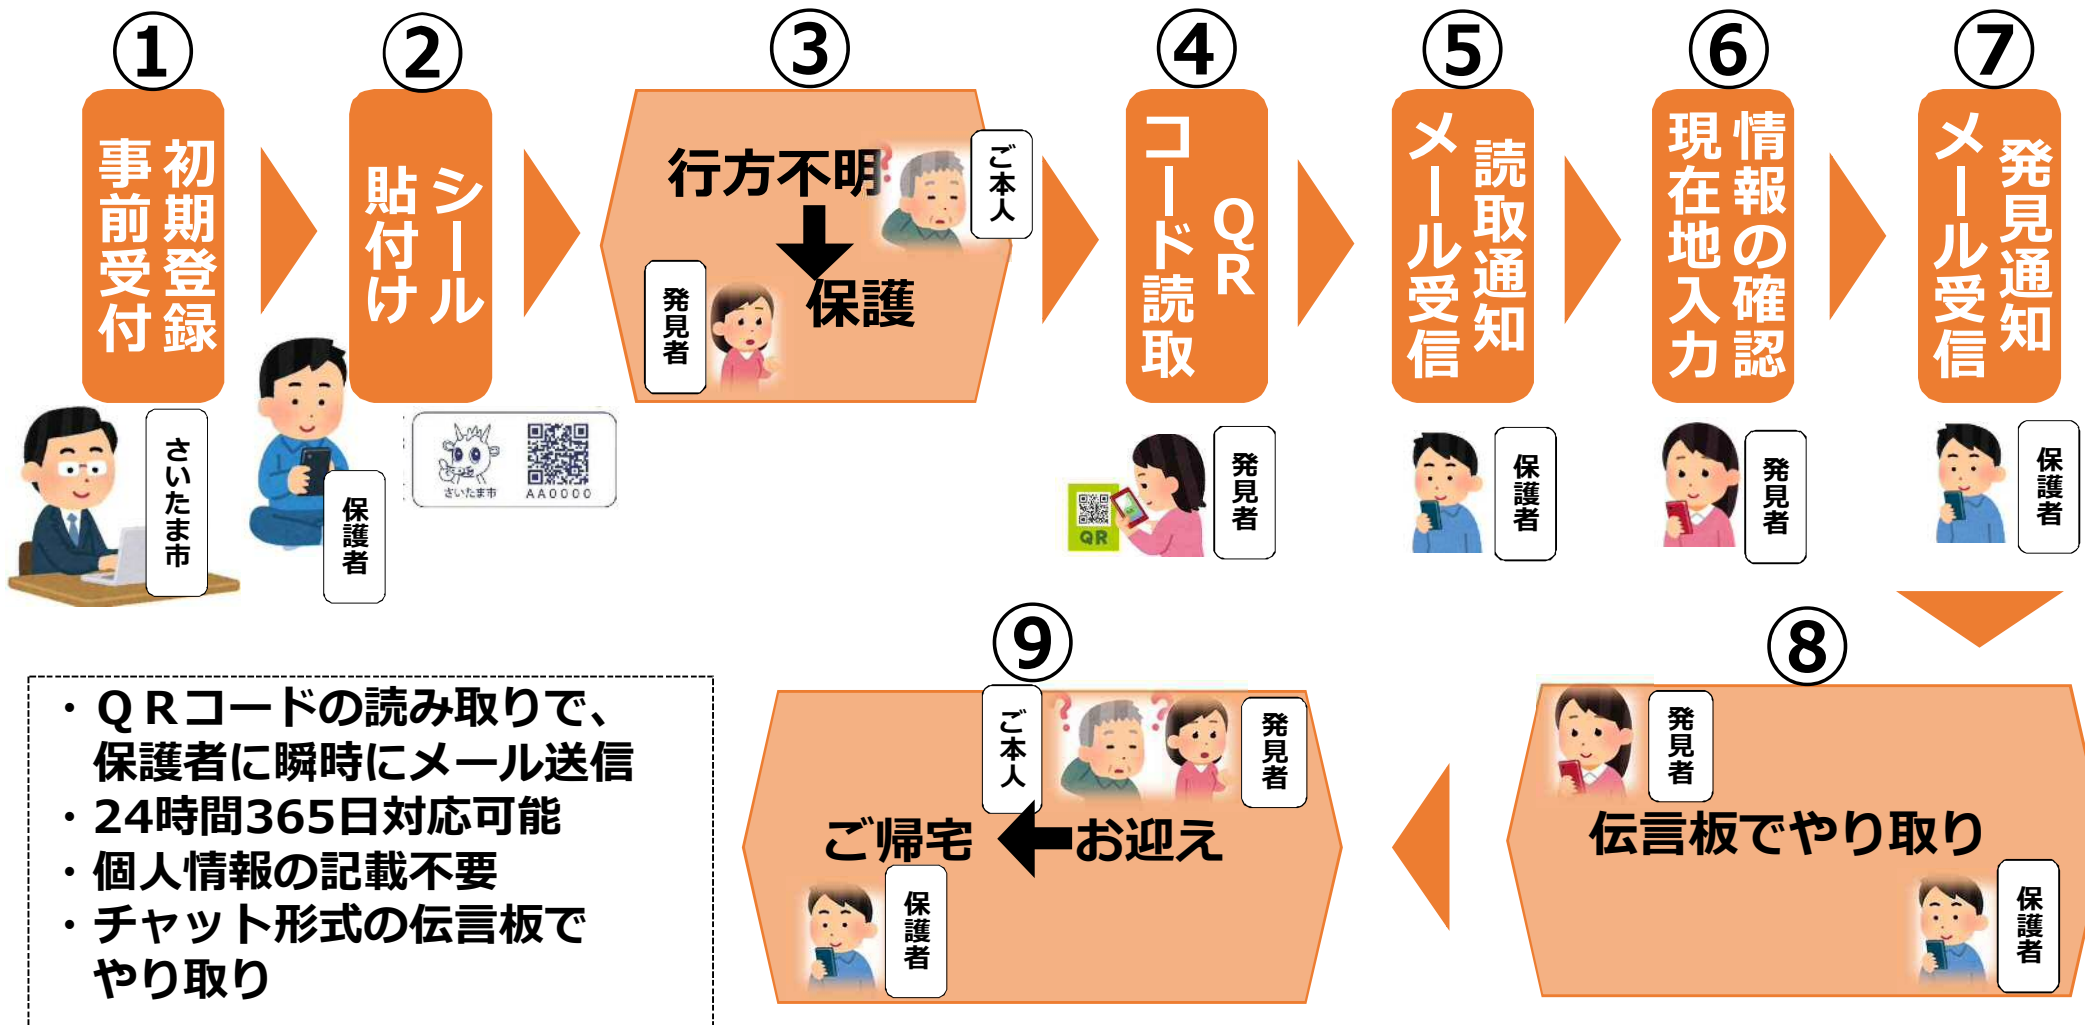 ①
初期登録
事前受付
さいたま市
保護者
②
シール
貼付け
さいたま市
AA0000
③
行方不明
ご本人
保護
発見者
④
QR
コード読取
QR
発見者
⑤
読取通知
メール受信
保護者
⑥
情報の確認
現在地入力
発見者
⑦
発見通知
メール受信
保護者
⑧
発見者
伝言板でやり取り
保護者
⑨
ご本人
発見者
お迎え
ご帰宅
保護者
・ＱＲコードの読み取りで、
保護者に瞬時にメール送信
・24時間365日対応可能
・個人情報の記載不要
・チャット形式の伝言板で
やり取り